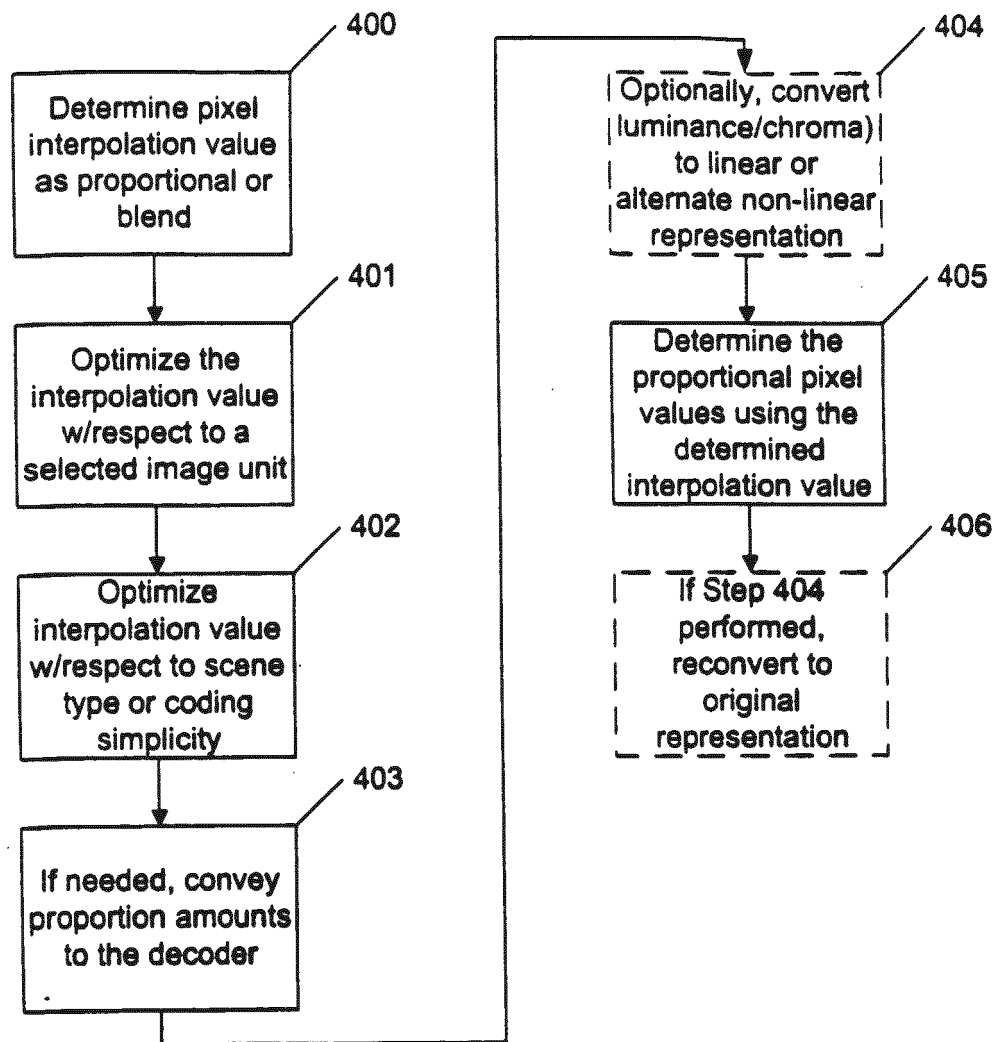 400
Determine pixel
interpolation value
as proportional or
blend
401
Optimize the
interpolation value
w/respect to a
selected image unit
402
Optimize
interpolation value
w/respect to scene
type or coding
simplicity
403
If needed, convey
proportion amounts
to the decoder
404
Optionally, convert
luminance/chroma)
to linear or
alternate non-linear
representation
405
Determine the
proportional pixel
values using the
determined
interpolation value
406
If Step 404
performed,
reconvert to
original
representation